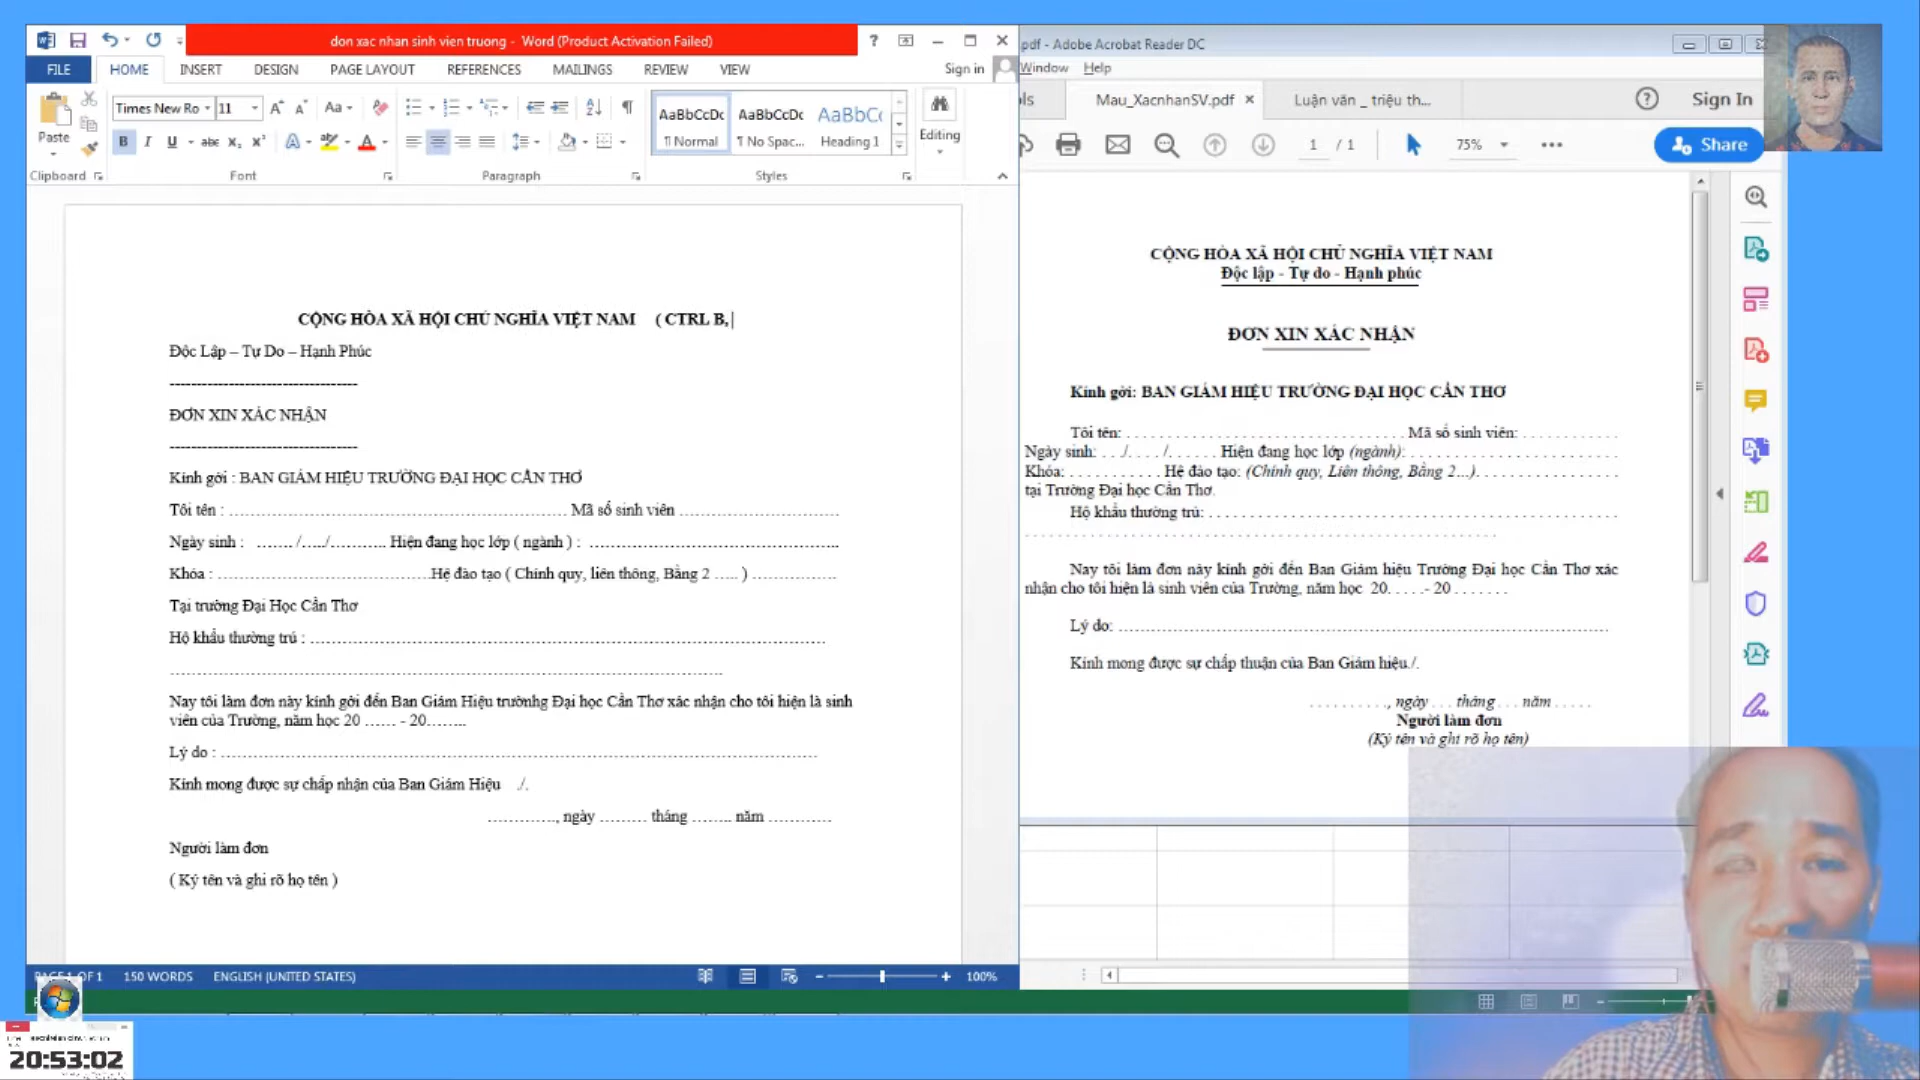 don xac nhan sinh vien truong - Word (Product Activation Failed)
FILE HOME INSERT DESIGN PAGE LAYOUT REFERENCES MAILINGS REVIEW VIEW Sign in
Times New Ro 11
Paste
Clipboard Font Paragraph Styles
AaBbCcDc AaBbCcDc AaBbCc
¶ Normal ¶ No Spac... Heading 1
Editing
CỘNG HÒA XÃ HỘI CHỦ NGHĨA VIỆT NAM ( CTRL B,
Độc Lập – Tự Do – Hạnh Phúc
----------------------------------
ĐƠN XIN XÁC NHẬN
----------------------------------
Kính gởi : BAN GIÁM HIỆU TRƯỜNG ĐẠI HỌC CẦN THƠ
Tôi tên : ………………………………………………… Mã số sinh viên ………………………
Ngày sinh : ……. /…../……….. Hiện đang học lớp ( ngành ) : ……………………………………..
Khóa : ………………………………Hệ đào tạo ( Chính quy, liên thông, Bằng 2 ….. ) ……………
Tại trường Đại Học Cần Thơ
Hộ khẩu thường trú : ……………………………………………………………………………
……………………………………………………………………………………
Nay tôi làm đơn này kính gởi đến Ban Giám Hiệu trườnhg Đại học Cần Thơ xác nhận cho tôi hiện là sinh
viên của Trường, năm học 20 …… - 20……..
Lý do : …………………………………………………………………………………………
Kính mong được sự chấp nhận của Ban Giám Hiệu ./.
…………, ngày ……… tháng …….. năm …………
Người làm đơn
( Ký tên và ghi rõ họ tên )
PAGE 1 OF 1 150 WORDS ENGLISH (UNITED STATES) 100%
20:53:02
pdf - Adobe Acrobat Reader DC
Window Help
ls Mau_XacnhanSV.pdf Luận văn _ triệu th... Sign In
1 / 1 75% Share
CỘNG HÒA XÃ HỘI CHỦ NGHĨA VIỆT NAM
Độc lập - Tự do - Hạnh phúc
ĐƠN XIN XÁC NHẬN
Kính gởi: BAN GIÁM HIỆU TRƯỜNG ĐẠI HỌC CẦN THƠ
Tôi tên: . . . . . . . . . . . . . . . . . . . . Mã số sinh viên: . . . . . . . . . .
Ngày sinh: . . ./. . . . /. . . . . . Hiện đang học lớp (ngành): . . . . . . . . . . . . . . . .
Khóa: . . . . . . . . . . Hệ đào tạo: (Chính quy, Liên thông, Bằng 2...). . . . . . . . . . . .
tại Trường Đại học Cần Thơ.
Hộ khẩu thường trú: . . . . . . . . . . . . . . . . . . . . . . . . . . . . . .
. . . . . . . . . . . . . . . . . . . . . . . . . . . . . . . . . . .
Nay tôi làm đơn này kính gởi đến Ban Giám hiệu Trường Đại học Cần Thơ xác
nhận cho tôi hiện là sinh viên của Trường, năm học 20. . . . .- 20 . . . . . . .
Lý do: ....................................................................
Kính mong được sự chấp thuận của Ban Giám hiệu./.
. . . . . . . . . ., ngày . . . tháng . . . năm . . . . .
Người làm đơn
(Ký tên và ghi rõ họ tên)